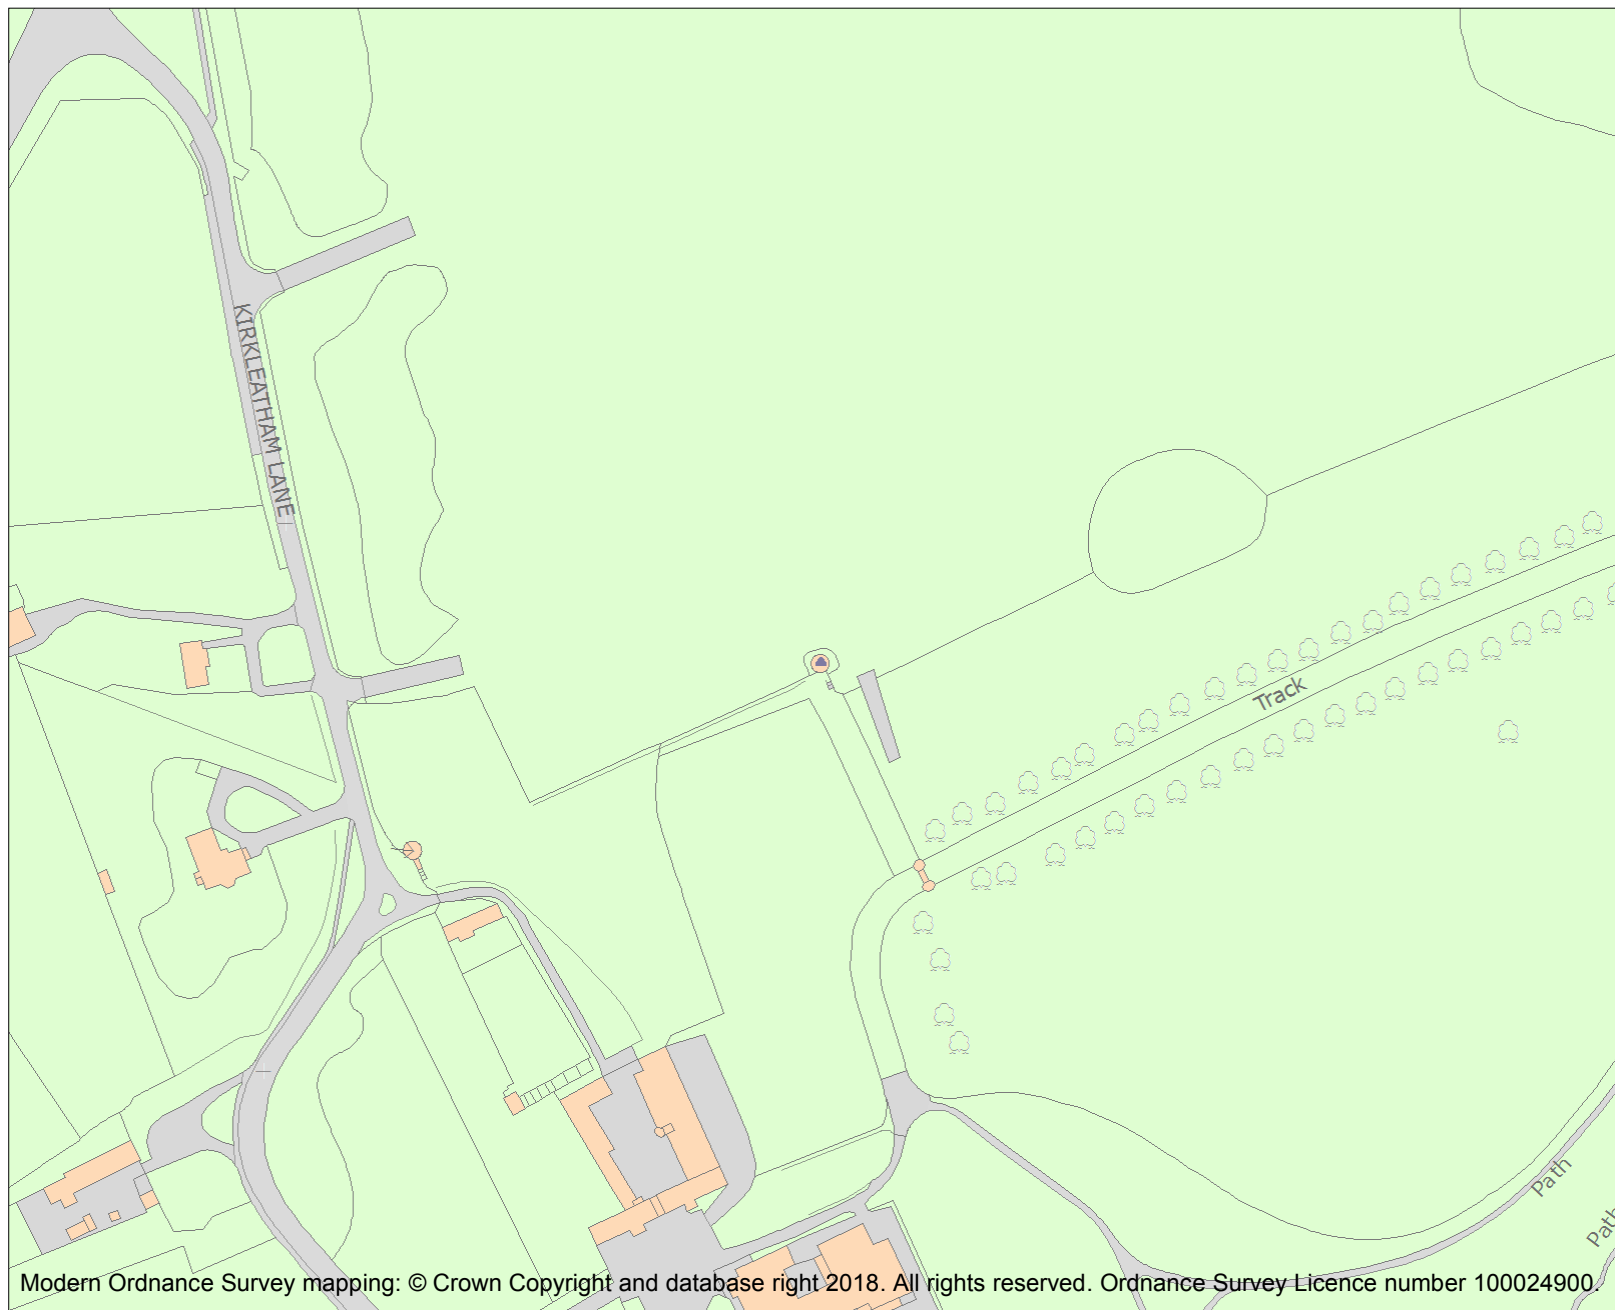 KIRKLEATHAM LANE
Track
Path
Path
Modern Ordnance Survey mapping: © Crown Copyright and database right 2018. All rights reserved. Ordnance Survey Licence number 100024900.